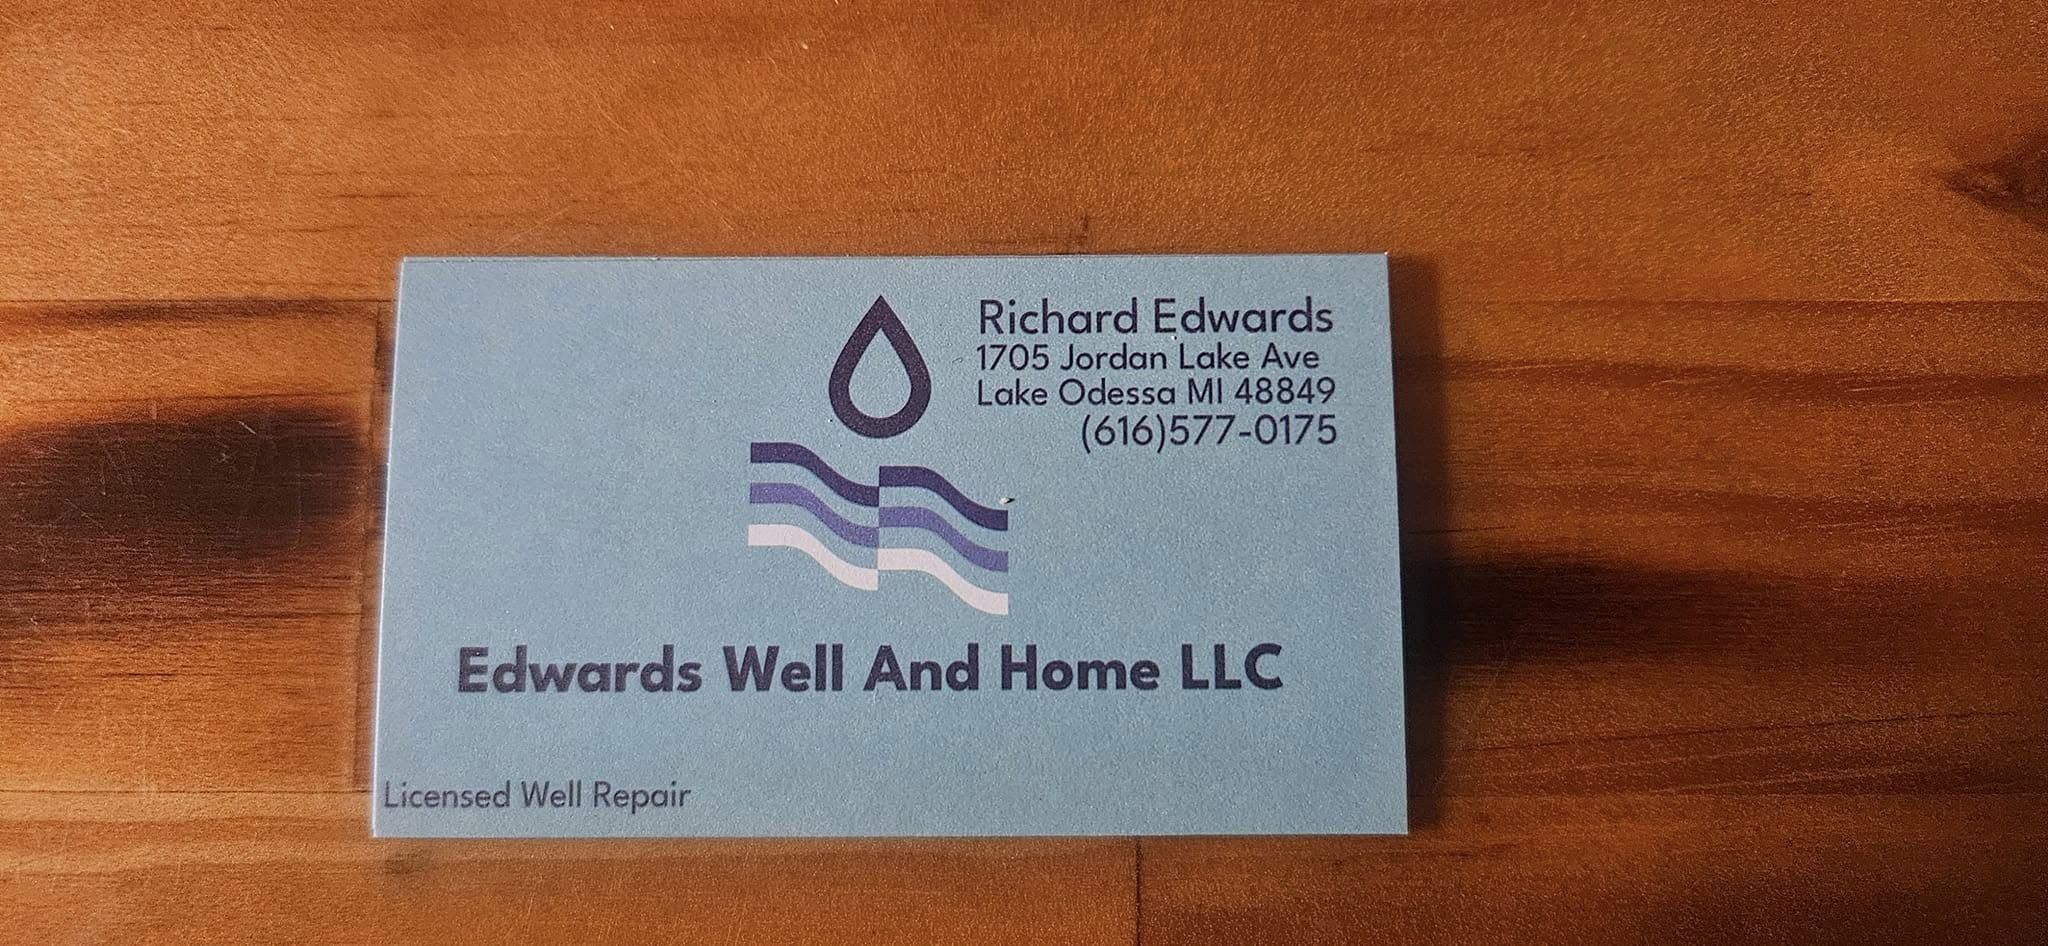 Richard Edwards
1705 Jordan Lake Ave
Lake Odessa MI 48849
(616)577-0175
Edwards Well And Home LLC
Licensed Well Repair